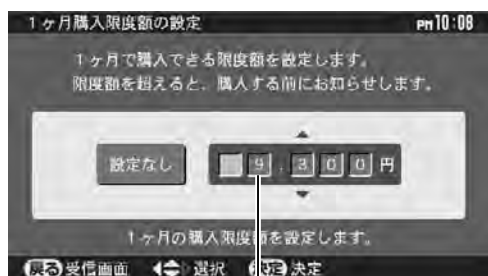 1ヶ月購入限度額の設定 PM10:08
1ヶ月で購入できる限度額を設定します。
限度額を超えると、購入する前にお知らせします。
設定なし 9,300円
1ヶ月の購入限度額を設定します。
戻る 受信画面 選択 決定 決定